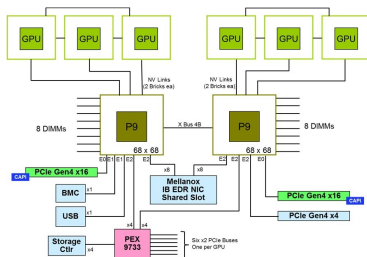 GPU
GPU
GPU
GPU
GPU
GPU
NV Links
(2 Bricks ea)
NV Links
(2 Bricks ea)
P9
P9
X Bus 4B
8 DIMMs
8 DIMMs
68 x 68
68 x 68
E0
E1
E1
E2
E2
E2
E2
E2
E0
PCIe Gen4 x16
CAPI
x8
x8
PCIe Gen4 x16
CAPI
Mellanox
IB EDR NIC
Shared Slot
BMC
x1
USB
x1
PCIe Gen4 x4
x4
x4
Storage
Ctlr
x4
PEX
9733
Six x2 PCIe Buses
One per GPU